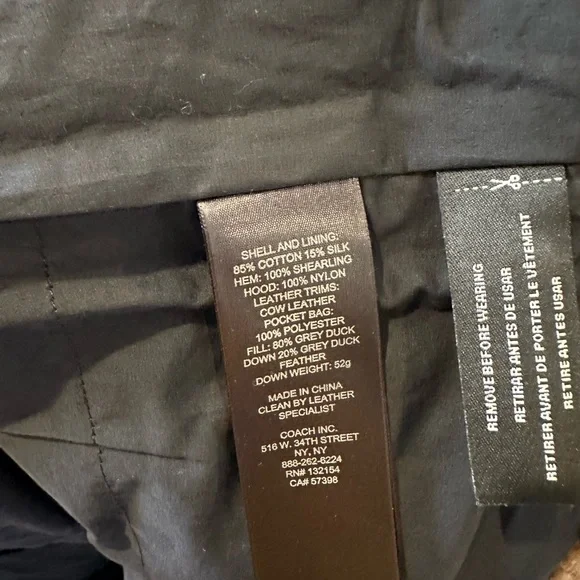 SHELL AND LINING:
85% COTTON 15% SILK
HEM: 100% SHEARLING
HOOD: 100% NYLON
LEATHER TRIMS:
COW LEATHER
POCKET BAG:
100% POLYESTER
FILL: 80% GREY DUCK
DOWN 20% GREY DUCK
FEATHER
DOWN WEIGHT: 52g
MADE IN CHINA
CLEAN BY LEATHER
SPECIALIST
COACH INC.
516 W. 34TH STREET
NY, NY
888-262-6224
RN# 132154
CA# 57398
REMOVE BEFORE WEARING
RETIRAR ANTES DE USAR
RETIRER AVANT DE PORTER LE VÊTEMENT
RETIRE ANTES DE USAR